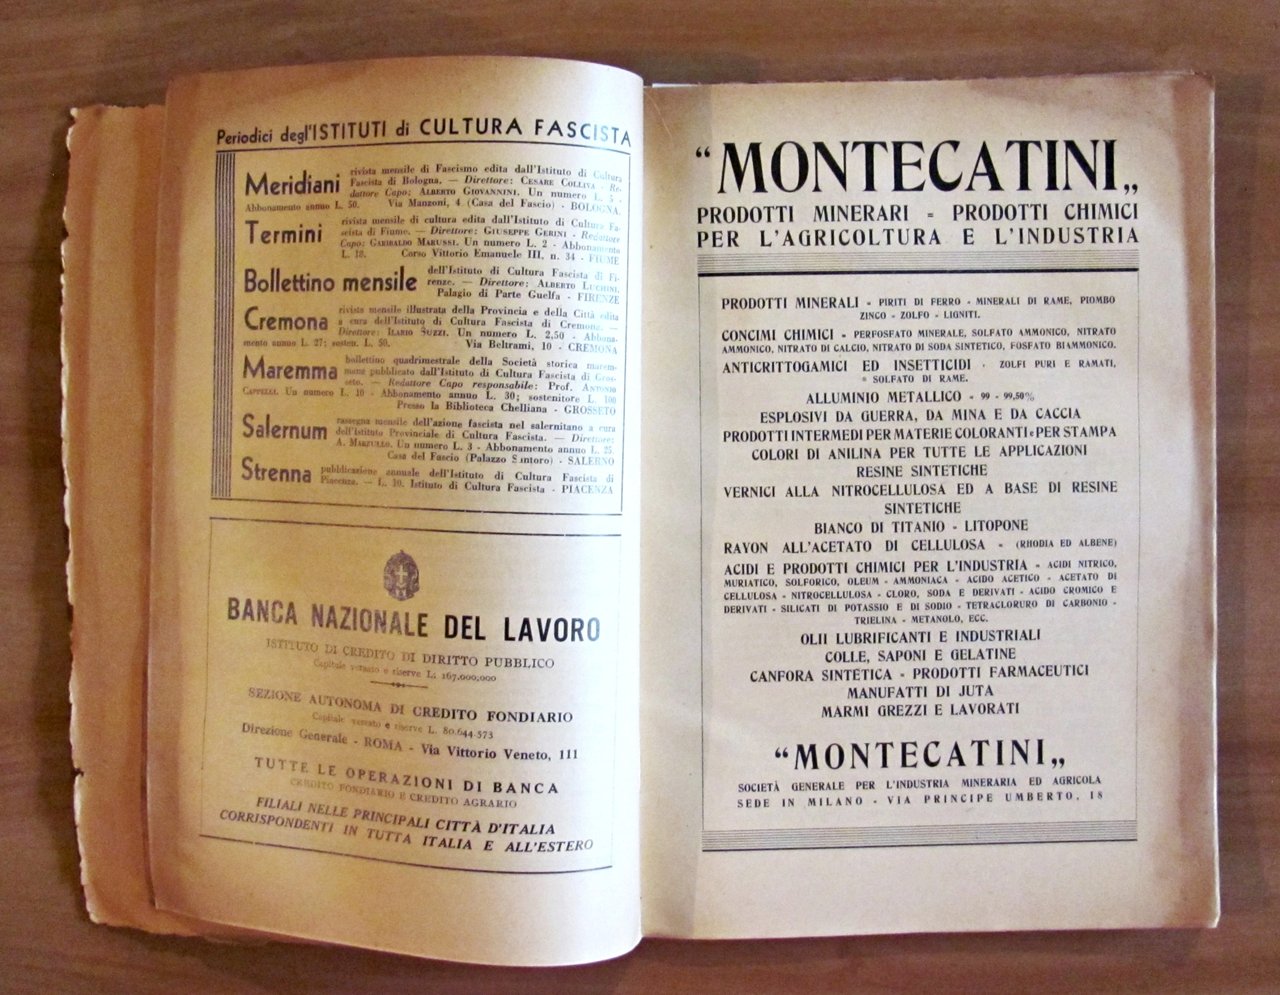 Periodici degl'ISTITUTI di CULTURA FASCISTA
Meridiani rivista mensile di Fascismo edita dall'Istituto di Cultura
Fascista di Bologna. — Direttore: CESARE COLLIVA - Re-
dattore Capo: ALBERTO GIOVANNINI. Un numero L. 5 -
Abbonamento annuo L. 50. Via Manzoni, 4 (Casa del Fascio) - BOLOGNA.
Termini rivista mensile di cultura edita dall'Istituto di Cultura Fa-
scista di Fiume. — Direttore: GIUSEPPE GERINI - Redattore
Capo: GARIBALDO MARUSSI. Un numero L. 2 - Abbonamento
L. 18. Corso Vittorio Emanuele III, n. 34 - FIUME
Bollettino mensile dell'Istituto di Cultura Fascista di Fi-
renze. — Direttore: ALBERTO LUCHINI,
Palagio di Parte Guelfa - FIRENZE
Cremona rivista mensile illustrata della Provincia e della Città edita
a cura dell'Istituto di Cultura Fascista di Cremona. —
Direttore: ILARIO SUZZI. Un numero L. 2,50 - Abbona-
mento annuo L. 27; sosten. L. 50. Via Beltrami, 10 - CREMONA
Maremma bollettino quadrimestrale della Società storica marem-
mana pubblicato dall'Istituto di Cultura Fascista di Gros-
seto. — Redattore Capo responsabile: Prof. ANTONIO
CAPPELLI. Un numero L. 10 - Abbonamento annuo L. 30; sostenitore L. 100
Presso la Biblioteca Chelliana - GROSSETO
Salernum rassegna mensile dell'azione fascista nel salernitano a cura
dell'Istituto Provinciale di Cultura Fascista. — Direttore:
A. MARZULLO. Un numero L. 3 - Abbonamento annuo L. 25.
Casa del Fascio (Palazzo Santoro) - SALERNO
Strenna pubblicazione annuale dell'Istituto di Cultura Fascista di
Piacenza. — L. 10. Istituto di Cultura Fascista - PIACENZA
BANCA NAZIONALE DEL LAVORO
ISTITUTO DI CREDITO DI DIRITTO PUBBLICO
Capitale versato e riserve L. 167.000.000
SEZIONE AUTONOMA DI CREDITO FONDIARIO
Capitale versato e riserve L. 80.644.573
Direzione Generale - ROMA - Via Vittorio Veneto, 111
TUTTE LE OPERAZIONI DI BANCA
CREDITO FONDIARIO E CREDITO AGRARIO
FILIALI NELLE PRINCIPALI CITTÀ D'ITALIA
CORRISPONDENTI IN TUTTA ITALIA E ALL'ESTERO
“MONTECATINI„
PRODOTTI MINERARI = PRODOTTI CHIMICI
PER L'AGRICOLTURA E L'INDUSTRIA
PRODOTTI MINERALI = PIRITI DI FERRO - MINERALI DI RAME, PIOMBO
ZINCO - ZOLFO - LIGNITI.
CONCIMI CHIMICI = PERFOSFATO MINERALE, SOLFATO AMMONICO, NITRATO
AMMONICO, NITRATO DI CALCIO, NITRATO DI SODA SINTETICO, FOSFATO BIAMMONICO.
ANTICRITTOGAMICI ED INSETTICIDI - ZOLFI PURI E RAMATI,
= SOLFATO DI RAME.
ALLUMINIO METALLICO = 99 - 99,50%
ESPLOSIVI DA GUERRA, DA MINA E DA CACCIA
PRODOTTI INTERMEDI PER MATERIE COLORANTI e PER STAMPA
COLORI DI ANILINA PER TUTTE LE APPLICAZIONI
RESINE SINTETICHE
VERNICI ALLA NITROCELLULOSA ED A BASE DI RESINE
SINTETICHE
BIANCO DI TITANIO - LITOPONE
RAYON ALL'ACETATO DI CELLULOSA = (RHODIA ED ALBENE)
ACIDI E PRODOTTI CHIMICI PER L'INDUSTRIA = ACIDI NITRICO,
MURIATICO, SOLFORICO, OLEUM - AMMONIACA - ACIDO ACETICO - ACETATO DI
CELLULOSA - NITROCELLULOSA - CLORO, SODA E DERIVATI - ACIDO CROMICO E
DERIVATI - SILICATI DI POTASSIO E DI SODIO - TETRACLORURO DI CARBONIO -
TRIELINA - METANOLO, ECC.
OLII LUBRIFICANTI E INDUSTRIALI
COLLE, SAPONI E GELATINE
CANFORA SINTETICA - PRODOTTI FARMACEUTICI
MANUFATTI DI JUTA
MARMI GREZZI E LAVORATI
“MONTECATINI„
SOCIETÀ GENERALE PER L'INDUSTRIA MINERARIA ED AGRICOLA
SEDE IN MILANO - VIA PRINCIPE UMBERTO, 18